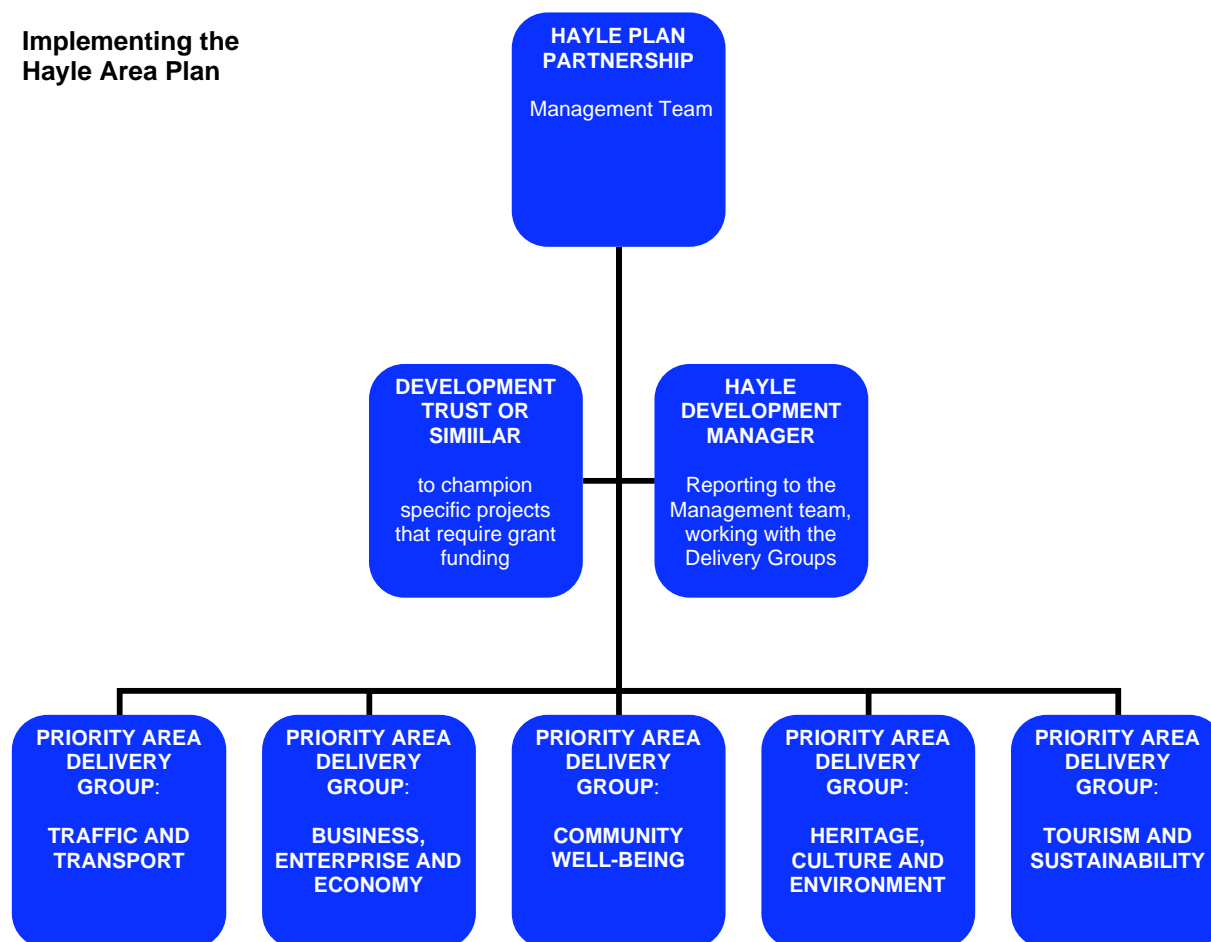 Implementing the
Hayle Area Plan
HAYLE PLAN
PARTNERSHIP
Management Team
DEVELOPMENT
TRUST OR
SIMIILAR
to champion
specific projects
that require grant
funding
HAYLE
DEVELOPMENT
MANAGER
Reporting to the
Management team,
working with the
Delivery Groups
PRIORITY AREA
DELIVERY
GROUP:
TRAFFIC AND
TRANSPORT
PRIORITY AREA
DELIVERY
GROUP:
BUSINESS,
ENTERPRISE AND
ECONOMY
PRIORITY AREA
DELIVERY
GROUP:
COMMUNITY
WELL-BEING
PRIORITY AREA
DELIVERY
GROUP:
HERITAGE,
CULTURE AND
ENVIRONMENT
PRIORITY AREA
DELIVERY
GROUP:
TOURISM AND
SUSTAINABILITY